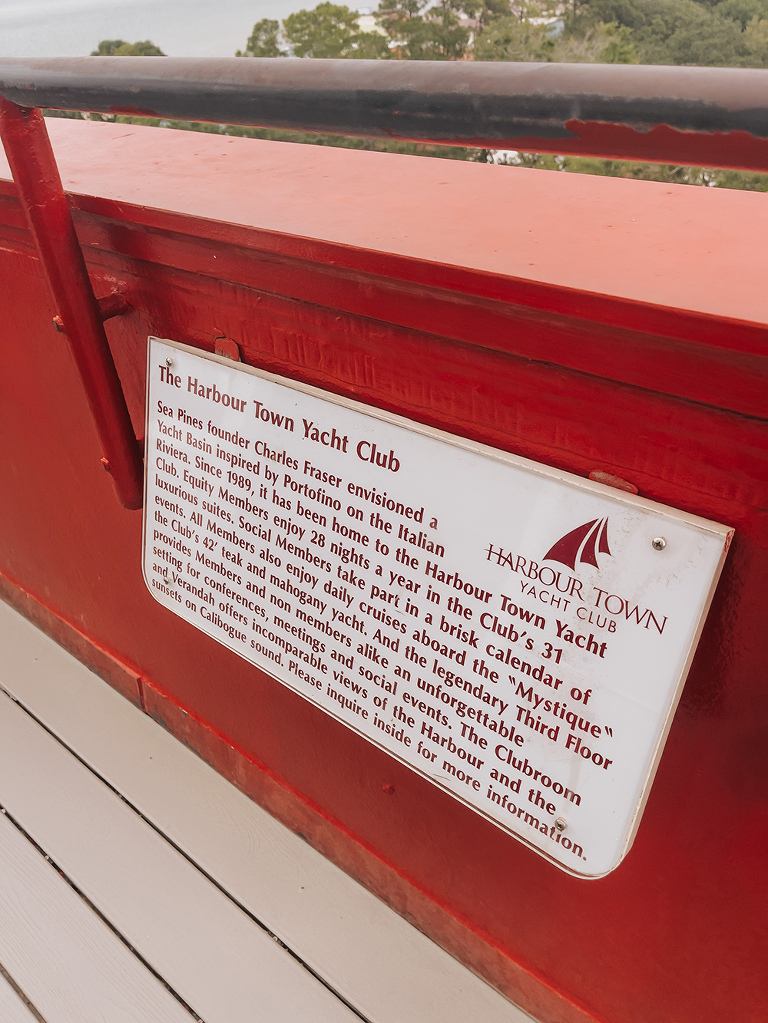 The Harbour Town Yacht Club
Sea Pines founder Charles Fraser envisioned a
Yacht Basin inspired by Portofino on the Italian
Riviera. Since 1989, it has been home to the Harbour Town Yacht
Club. Equity Members enjoy 28 nights a year in the Club's 31
luxurious suites. Social Members take part in a brisk calendar of
events. All Members also enjoy daily cruises aboard the "Mystique"
the Club's 42' teak and mahogany yacht. And the legendary Third Floor
provides Members and non members alike an unforgettable
setting for conferences, meetings and social events. The Clubroom
and Verandah offers incomparable views of the Harbour and the
sunsets on Calibogue sound. Please inquire inside for more information.
HARBOUR TOWN
YACHT CLUB